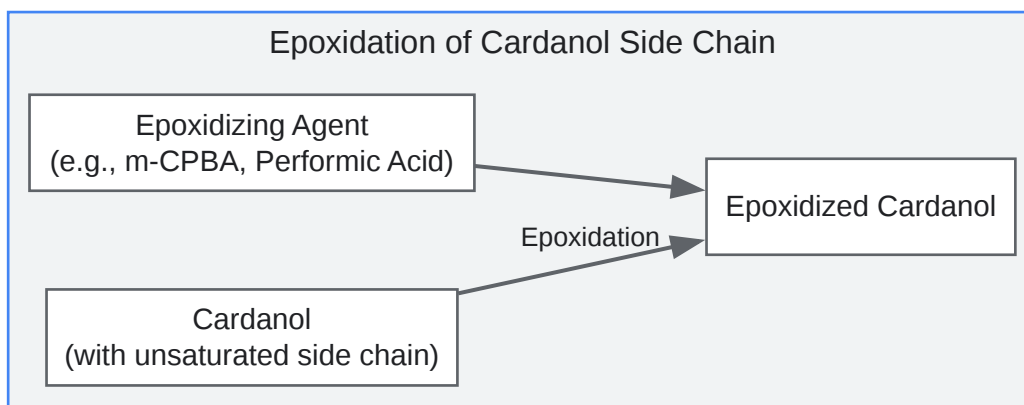 Epoxidation of Cardanol Side Chain
Epoxidizing Agent
(e.g., m-CPBA, Performic Acid)
Epoxidized Cardanol
Epoxidation
Cardanol
(with unsaturated side chain)